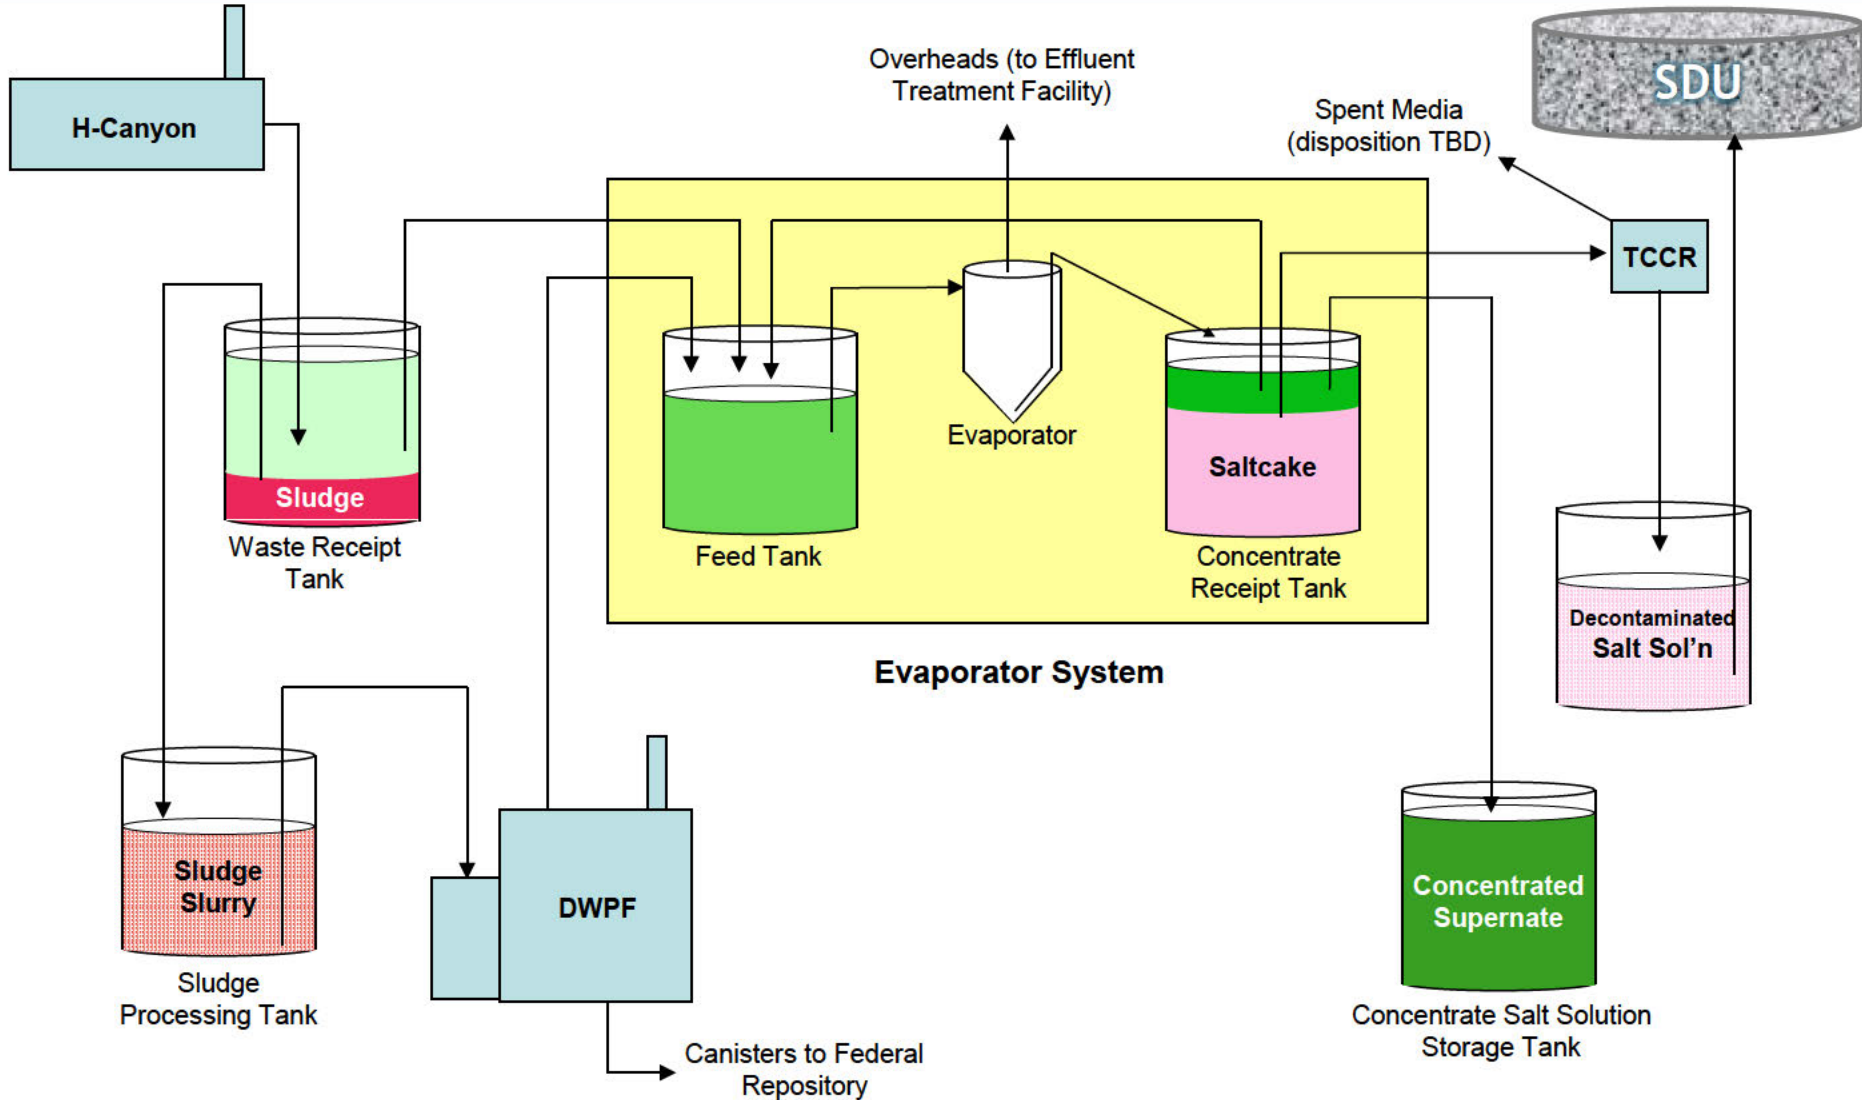 Overheads (to Effluent
Treatment Facility)
SDU
Spent Media
(disposition TBD)
H-Canyon
TCCR
Evaporator
Saltcake
Sludge
Waste Receipt
Tank
Feed Tank
Concentrate
Receipt Tank
Decontaminated
Salt Sol’n
Evaporator System
Sludge
Slurry
DWPF
Concentrated
Supernate
Sludge
Processing Tank
Concentrate Salt Solution
Storage Tank
Canisters to Federal
Repository